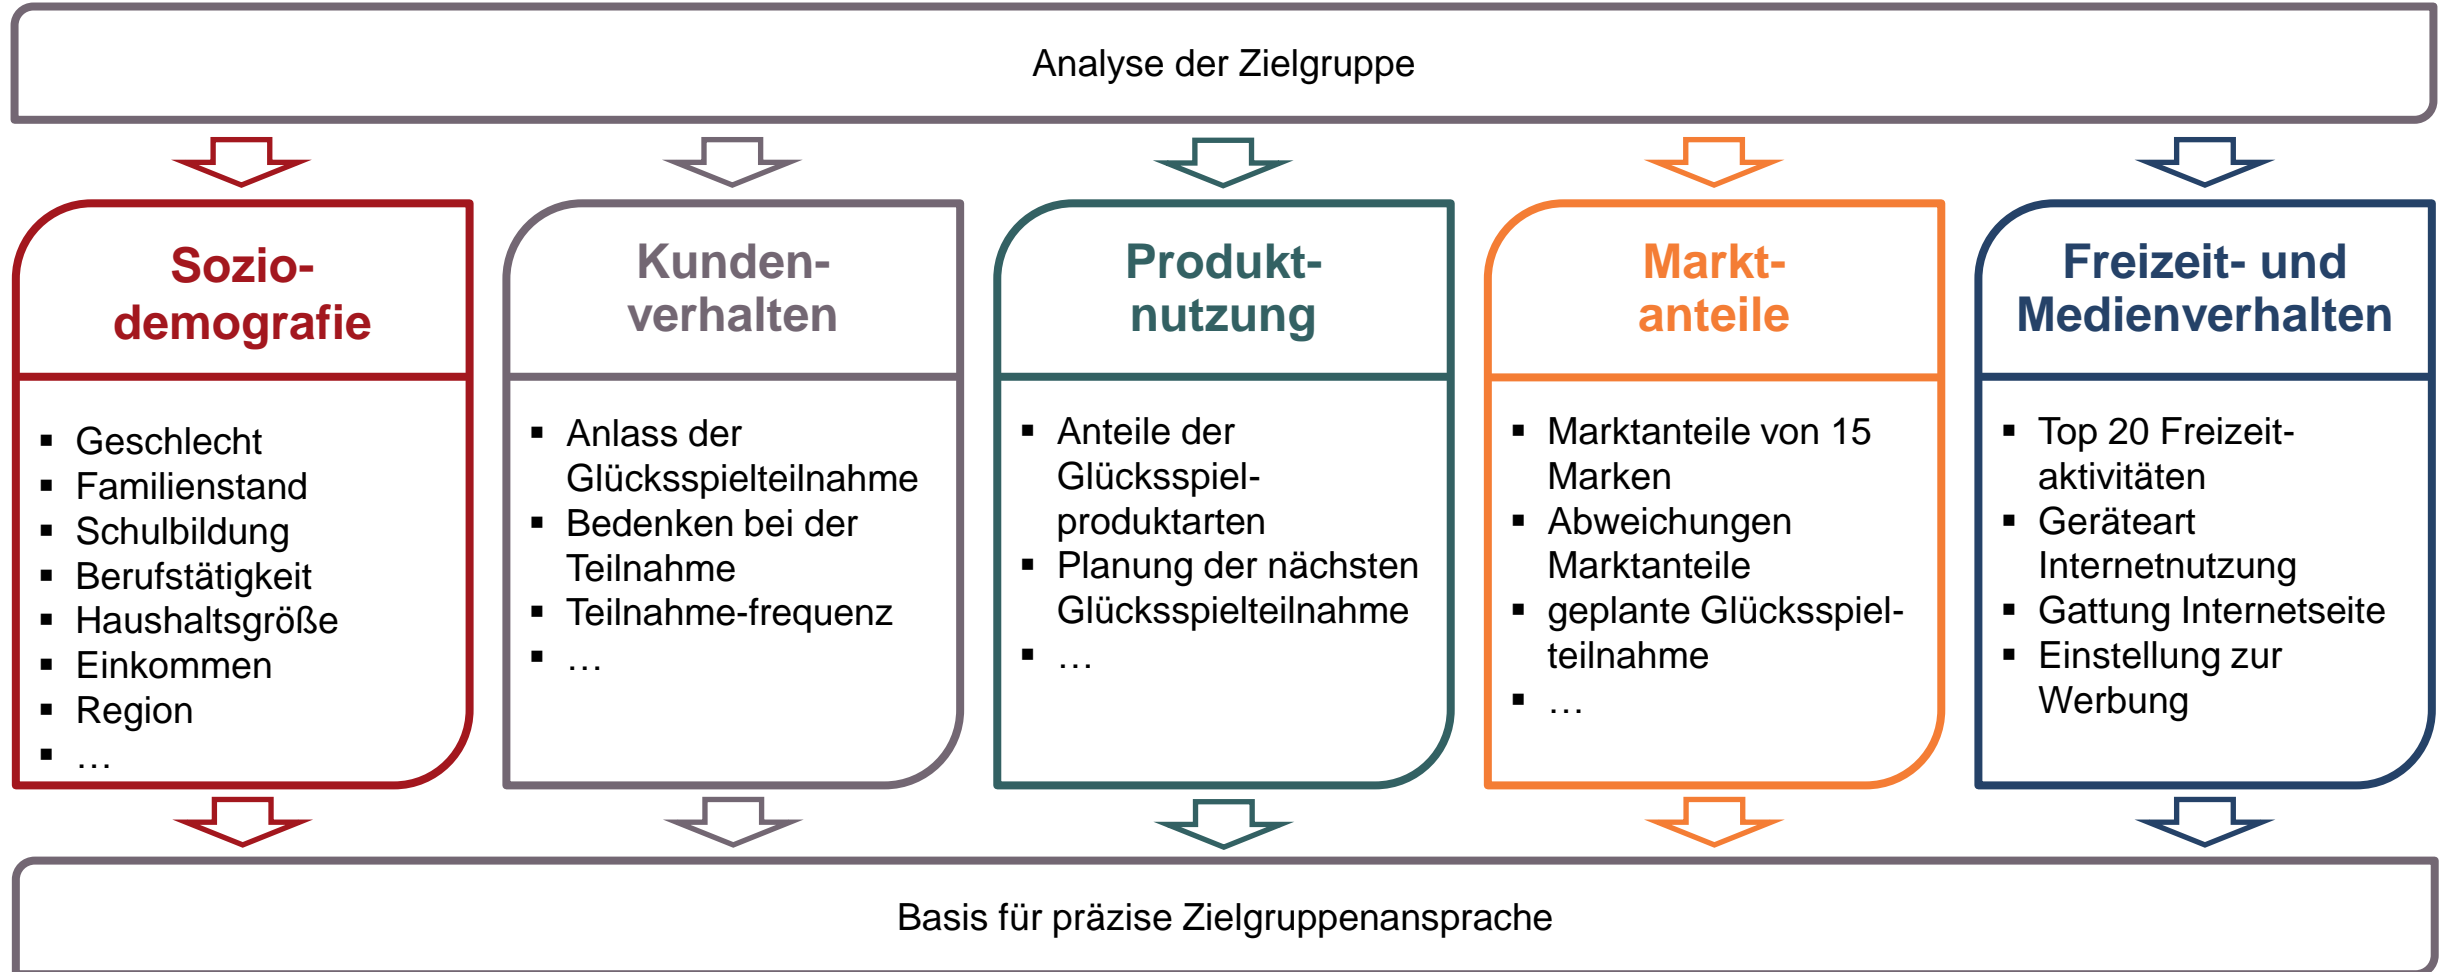 Analyse der Zielgruppe
Sozio-
demografie
▪ Geschlecht
▪ Familienstand
▪ Schulbildung
▪ Berufstätigkeit
▪ Haushaltsgröße
▪ Einkommen
▪ Region
▪ …
Kunden-
verhalten
▪ Anlass der
Glücksspielteilnahme
▪ Bedenken bei der
Teilnahme
▪ Teilnahme-frequenz
▪ …
Produkt-
nutzung
▪ Anteile der
Glücksspiel-
produktarten
▪ Planung der nächsten
Glücksspielteilnahme
▪ …
Markt-
anteile
▪ Marktanteile von 15
Marken
▪ Abweichungen
Marktanteile
▪ geplante Glücksspiel-
teilnahme
▪ …
Freizeit- und
Medienverhalten
▪ Top 20 Freizeit-
aktivitäten
▪ Geräteart
Internetnutzung
▪ Gattung Internetseite
▪ Einstellung zur
Werbung
Basis für präzise Zielgruppenansprache